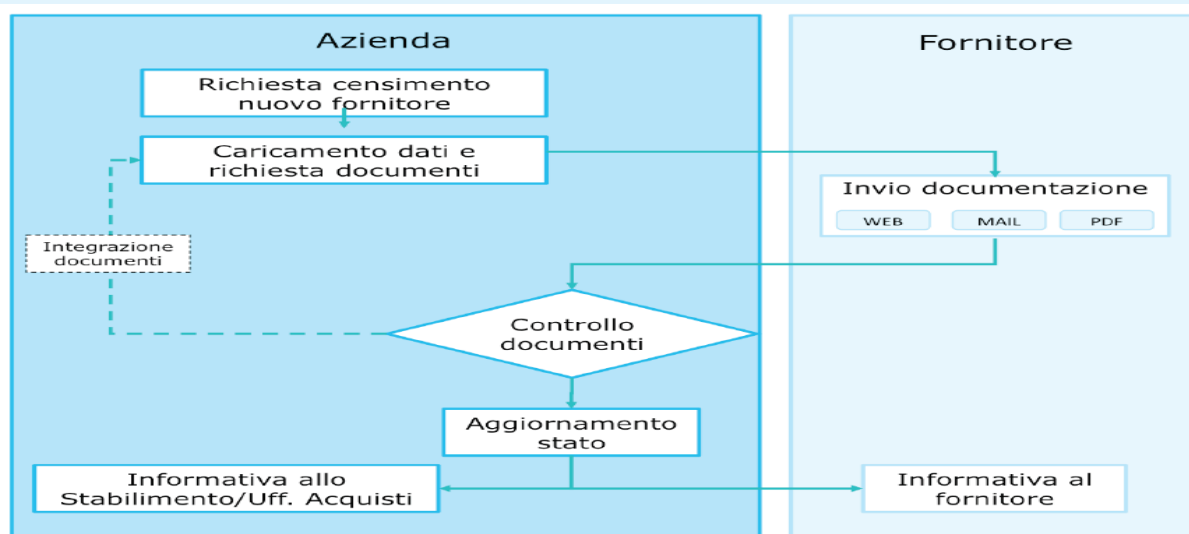 Azienda
Fornitore
Richiesta censimento
nuovo fornitore
Caricamento dati e
richiesta documenti
Invio documentazione
WEB MAIL PDF
Integrazione
documenti
Controllo
documenti
Aggiornamento
stato
Informativa allo
Stabilimento/Uff. Acquisti
Informativa al
fornitore